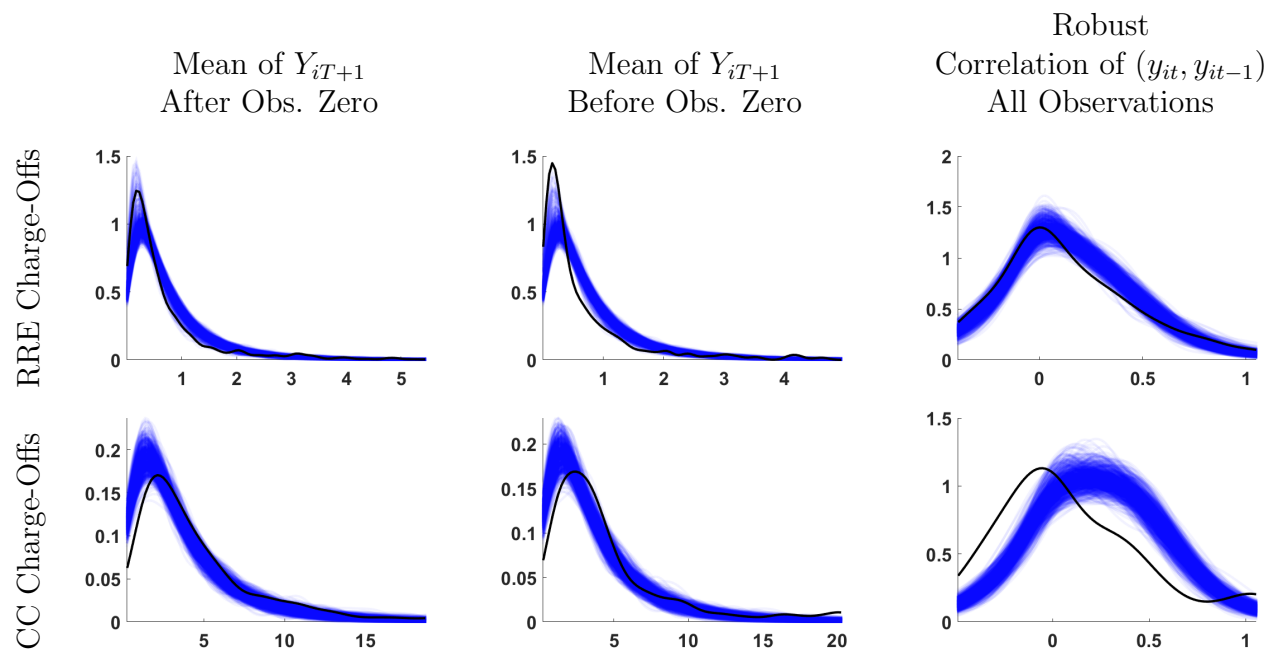 Mean of $Y_{iT+1}$
After Obs. Zero
Mean of $Y_{iT+1}$
Before Obs. Zero
Robust
Correlation of $(y_{it}, y_{it-1})$
All Observations
RRE Charge-Offs
1.5
1
0.5
0
1 2 3 4 5
1.5
1
0.5
0
1 2 3 4
2
1.5
1
0.5
0
0 0.5 1
CC Charge-Offs
0.2
0.15
0.1
0.05
0
5 10 15
0.2
0.15
0.1
0.05
0
5 10 15 20
1.5
1
0.5
0
0 0.5 1